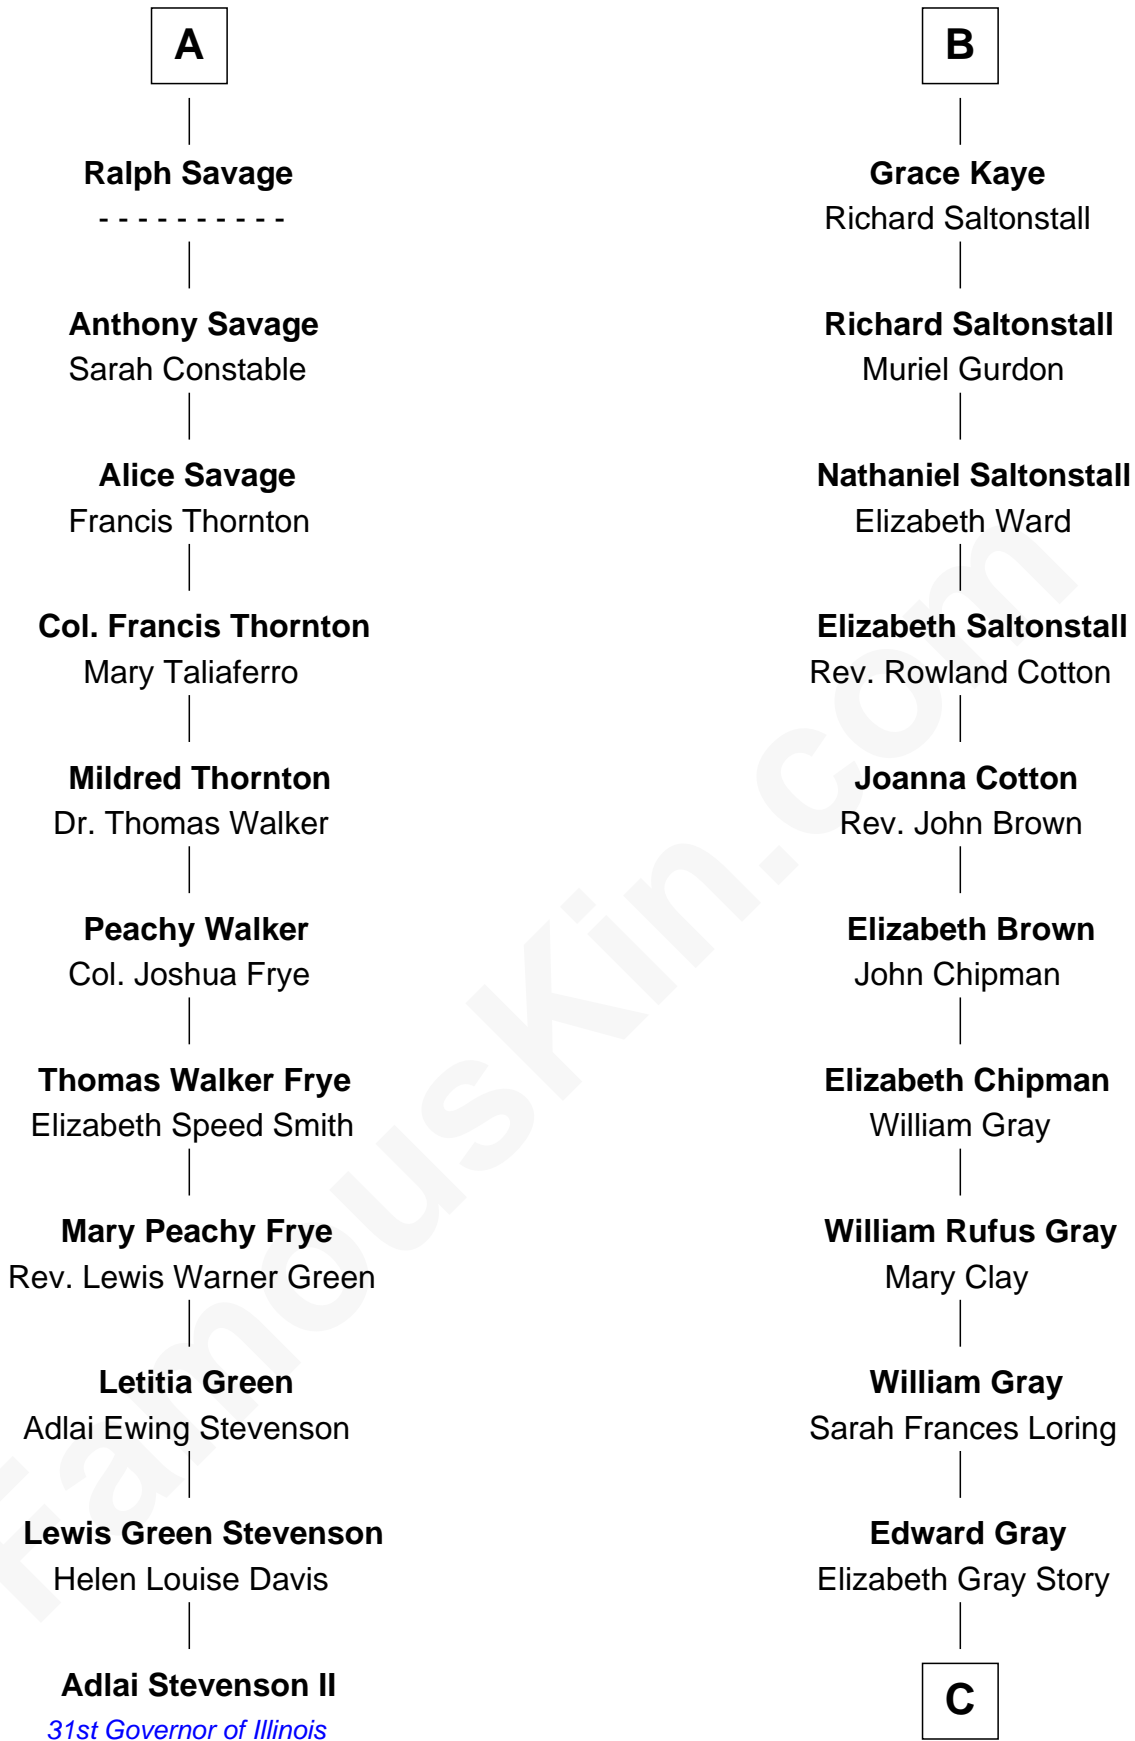 A
Ralph Savage
- - - - - - - - - -
Anthony Savage
Sarah Constable
Alice Savage
Francis Thornton
Col. Francis Thornton
Mary Taliaferro
Mildred Thornton
Dr. Thomas Walker
Peachy Walker
Col. Joshua Frye
Thomas Walker Frye
Elizabeth Speed Smith
Mary Peachy Frye
Rev. Lewis Warner Green
Letitia Green
Adlai Ewing Stevenson
Lewis Green Stevenson
Helen Louise Davis
Adlai Stevenson II
31st Governor of Illinois
B
Grace Kaye
Richard Saltonstall
Richard Saltonstall
Muriel Gurdon
Nathaniel Saltonstall
Elizabeth Ward
Elizabeth Saltonstall
Rev. Rowland Cotton
Joanna Cotton
Rev. John Brown
Elizabeth Brown
John Chipman
Elizabeth Chipman
William Gray
William Rufus Gray
Mary Clay
William Gray
Sarah Frances Loring
Edward Gray
Elizabeth Gray Story
C
FamousKin.com